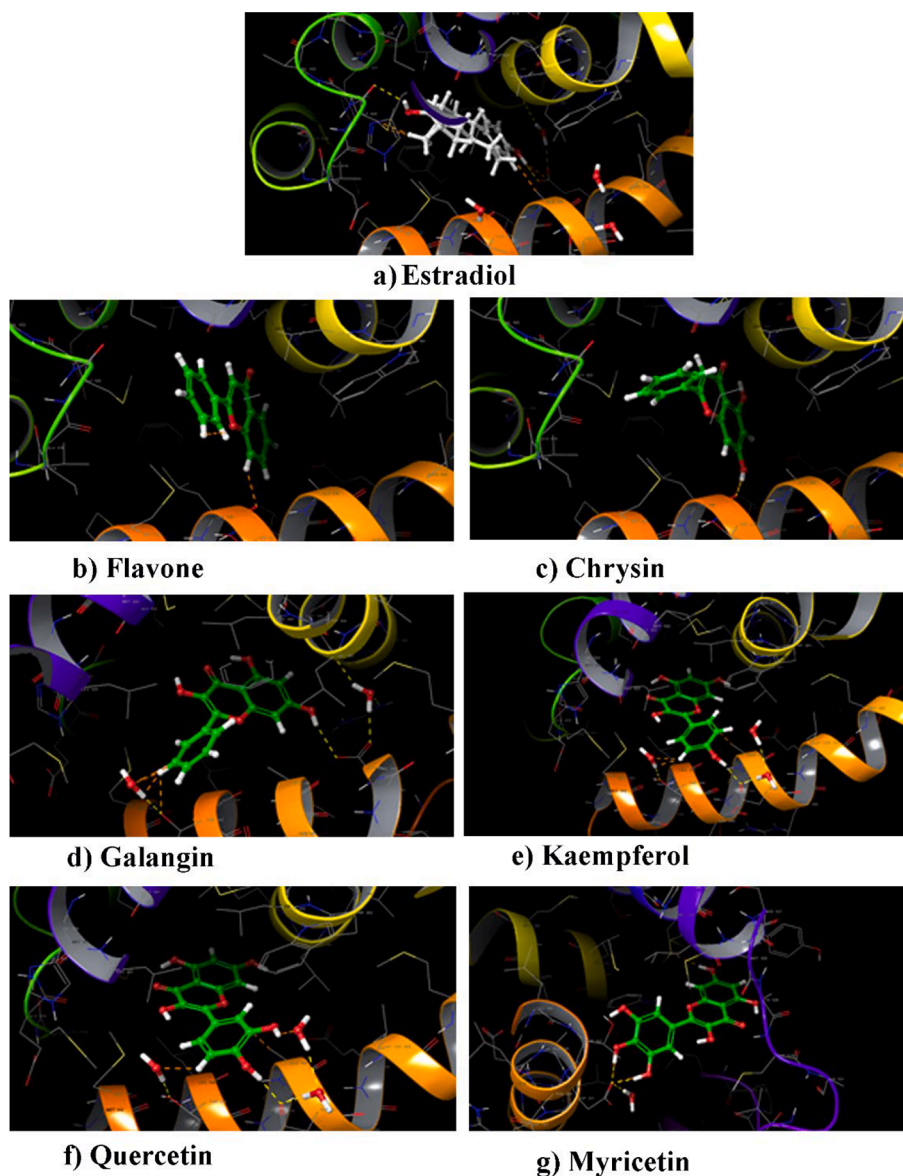 a) Estradiol
b) Flavone
c) Chrysin
d) Galangin
e) Kaempferol
f) Quercetin
g) Myricetin